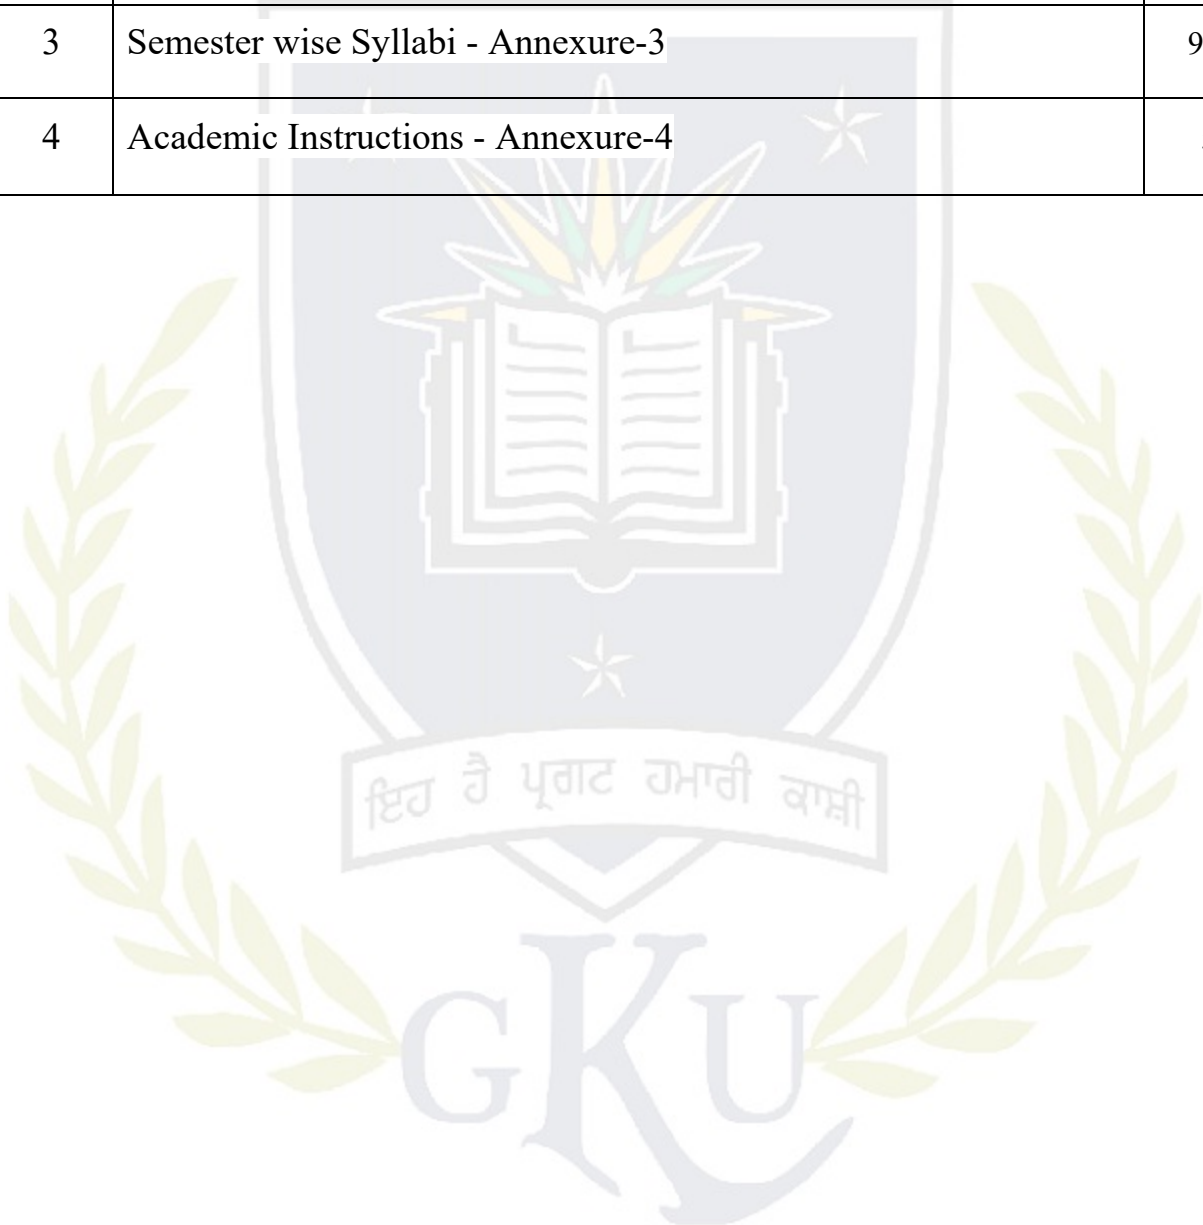 3 Semester wise Syllabi - Annexure-3 9
4 Academic Instructions - Annexure-4
ਇਹ ਹੈ ਪ੍ਰਗਟ ਹਮਾਰੀ ਕਾਸ਼ੀ
GKU